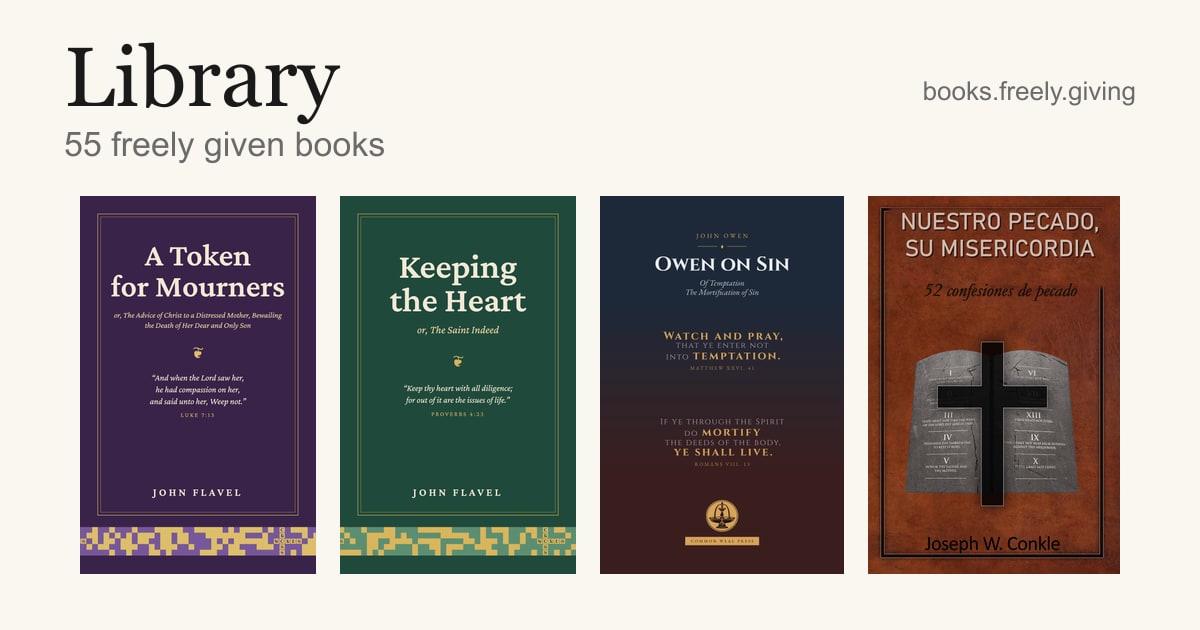 Library
55 freely given books
books.freely.giving
A Token
for Mourners
or, The Advice of Christ to a Distressed Mother, Bewailing
the Death of Her Dear and Only Son
“And when the Lord saw her,
he had compassion on her,
and said unto her, Weep not.”
LUKE 7:13
JOHN FLAVEL
Keeping
the Heart
or, The Saint Indeed
“Keep thy heart with all diligence;
for out of it are the issues of life.”
PROVERBS 4:23
JOHN FLAVEL
JOHN OWEN
OWEN ON SIN
Of Temptation
The Mortification of Sin
WATCH AND PRAY,
THAT YE ENTER NOT
INTO TEMPTATION.
MATTHEW XXVI. 41
IF YE THROUGH THE SPIRIT
DO MORTIFY
THE DEEDS OF THE BODY,
YE SHALL LIVE.
ROMANS VIII. 13
COMMON WEAL PRESS
NUESTRO PECADO,
SU MISERICORDIA
52 confesiones de pecado
I
VI
III
XIII
IV
IX
V
X
Joseph W. Conkle